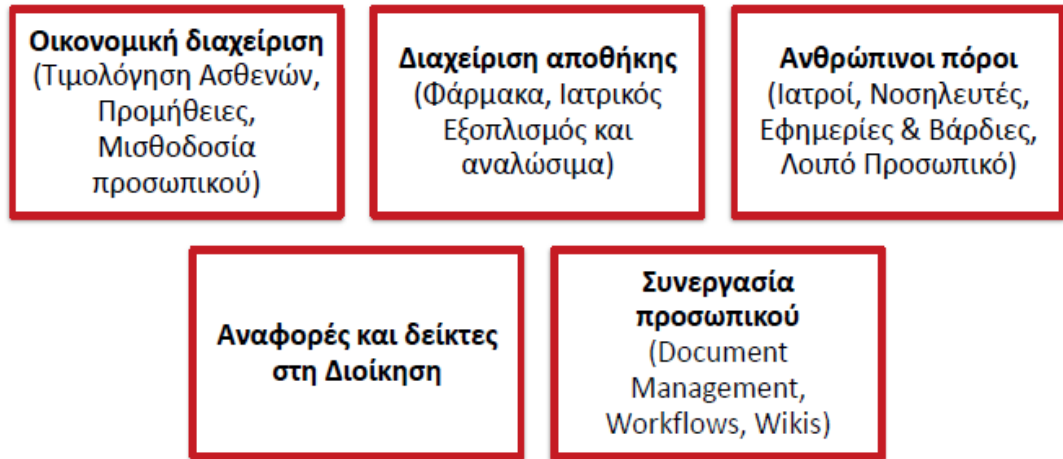 Οικονομική διαχείριση
(Τιμολόγηση Ασθενών,
Προμήθειες,
Μισθοδοσία
προσωπικού)
Διαχείριση αποθήκης
(Φάρμακα, Ιατρικός
Εξοπλισμός και
αναλώσιμα)
Ανθρώπινοι πόροι
(Ιατροί, Νοσηλευτές,
Εφημερίες & Βάρδιες,
Λοιπό Προσωπικό)
Αναφορές και δείκτες
στη Διοίκηση
Συνεργασία
προσωπικού
(Document
Management,
Workflows, Wikis)